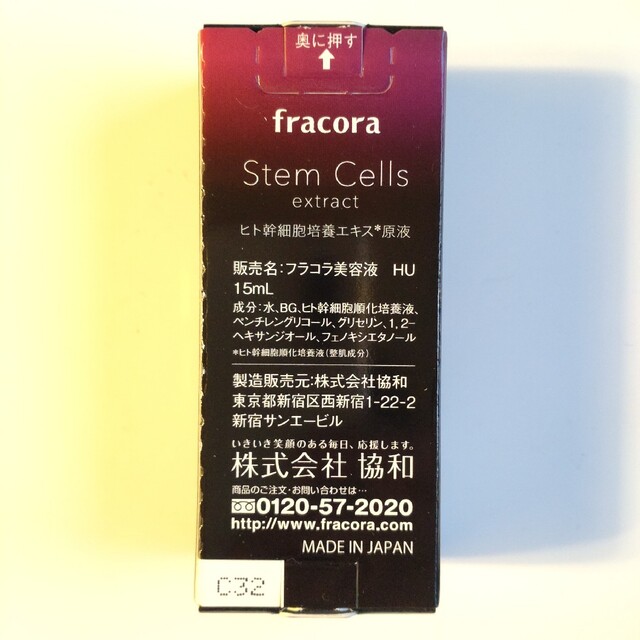 奥に押す
fracora
Stem Cells
extract
ヒト幹細胞培養エキス*原液
販売名:フラコラ美容液 HU
15mL
成分:水、BG、ヒト幹細胞順化培養液、
ペンチレングリコール、グリセリン、1,2-
ヘキサンジオール、フェノキシエタノール
*ヒト幹細胞順化培養液(整肌成分)
製造販売元:株式会社協和
東京都新宿区西新宿1-22-2
新宿サンエービル
いきいき笑顔のある毎日、応援します。
株式会社 協和
商品のご注文・お問い合わせは…
0120-57-2020
http://www.fracora.com
MADE IN JAPAN
C32